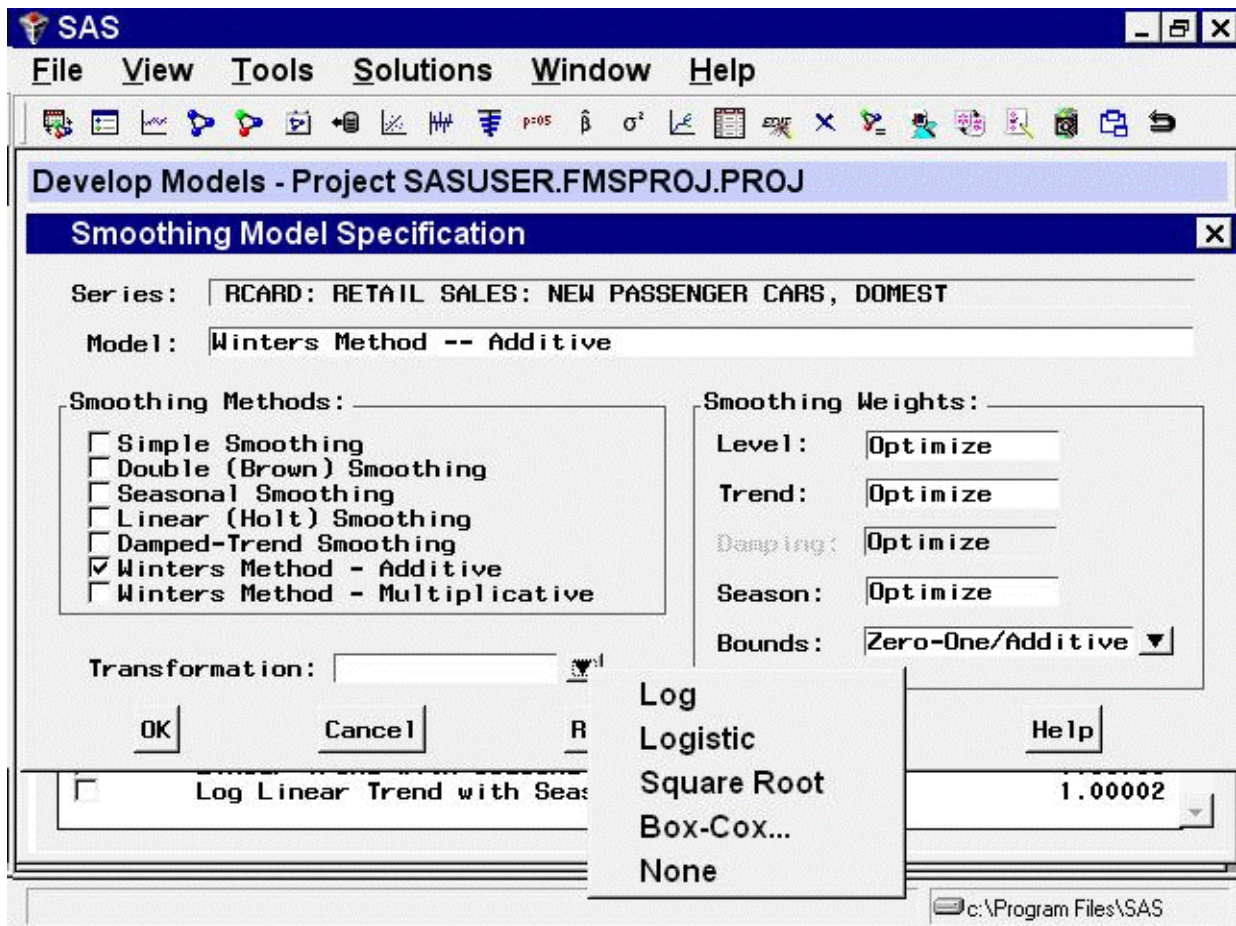 SAS
File View Tools Solutions Window Help
p=05 β̂ σ²
Develop Models - Project SASUSER.FMSPROJ.PROJ
Smoothing Model Specification
Series: RCARD: RETAIL SALES: NEW PASSENGER CARS, DOMEST
Model: Winters Method -- Additive
Smoothing Methods:
Simple Smoothing
Double (Brown) Smoothing
Seasonal Smoothing
Linear (Holt) Smoothing
Damped-Trend Smoothing
Winters Method - Additive
Winters Method - Multiplicative
Smoothing Weights:
Level: Optimize
Trend: Optimize
Damping: Optimize
Season: Optimize
Bounds: Zero-One/Additive
Transformation:
Log
Logistic
Square Root
Box-Cox...
None
OK Cancel R Help
Log Linear Trend with Seas 1.00002
c:\Program Files\SAS